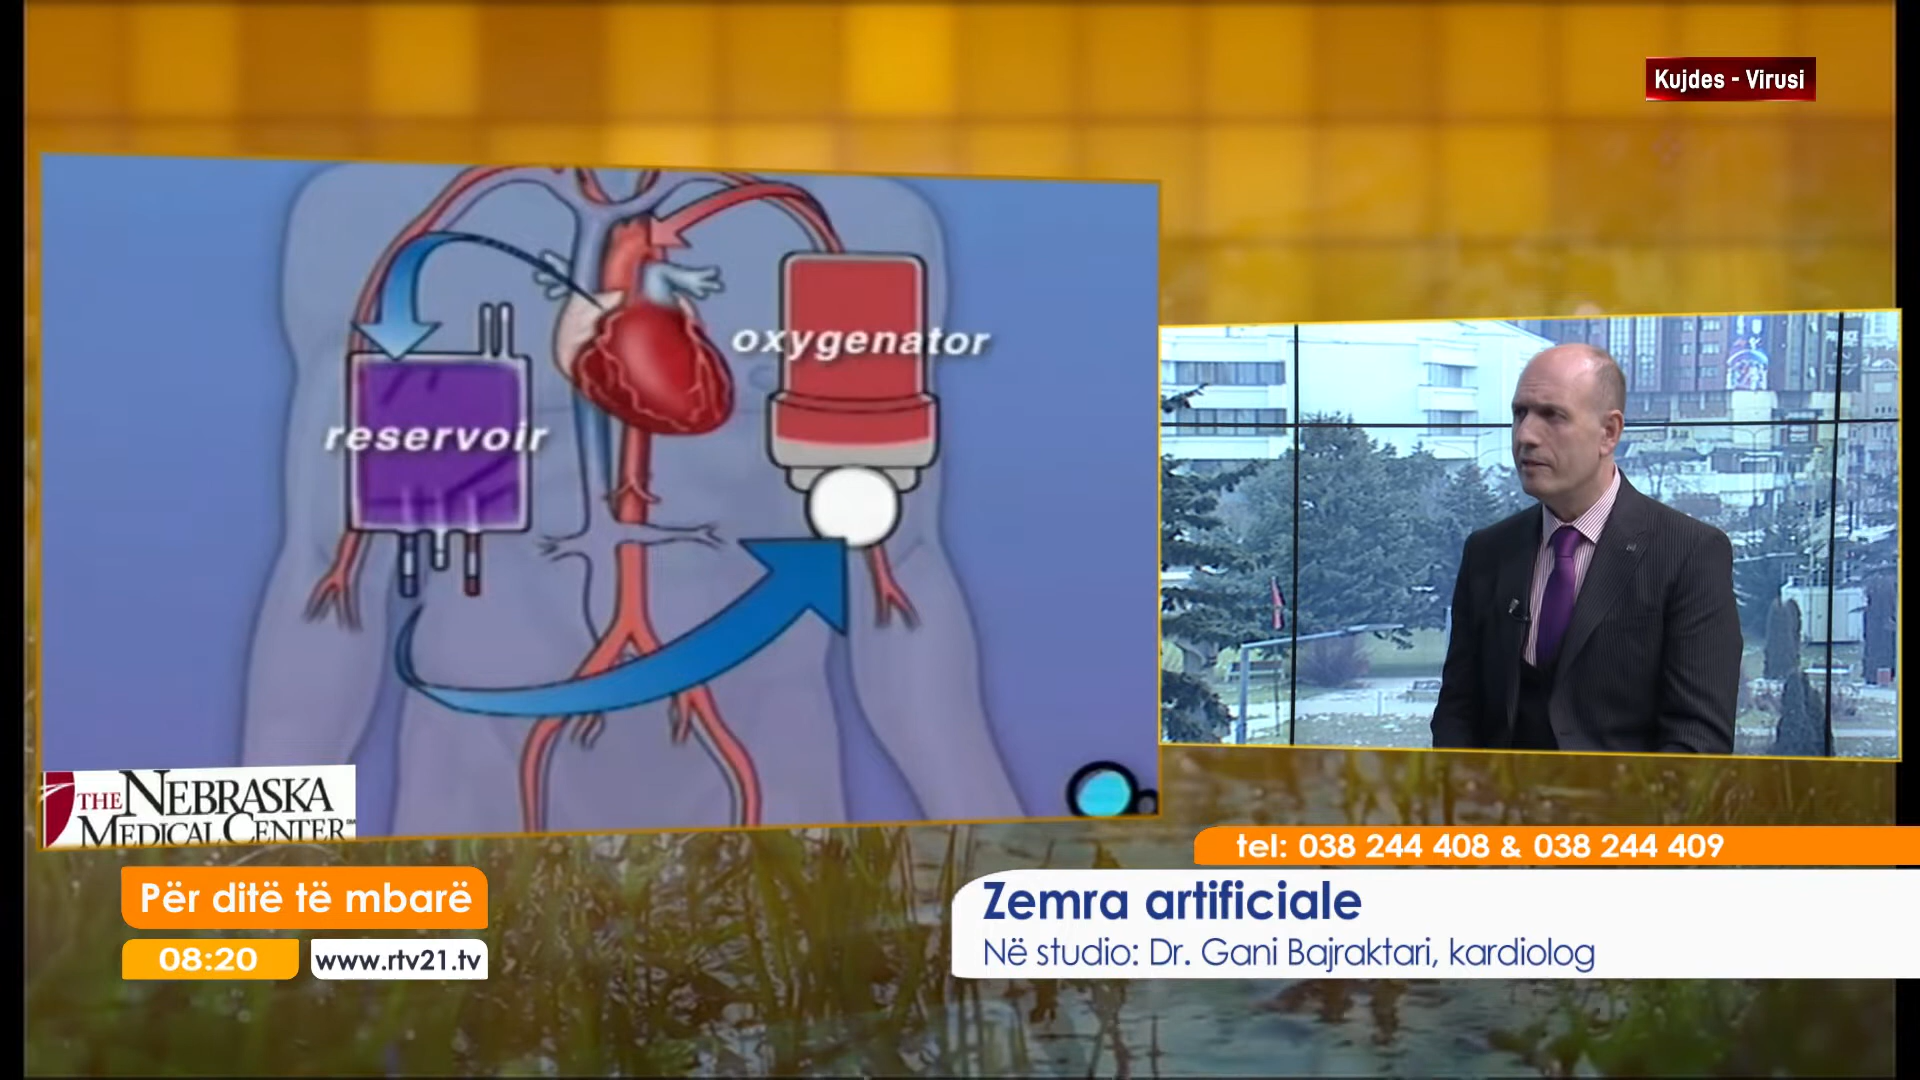 Kujdes - Virusi
oxygenator
reservoir
THE NEBRASKA
MEDICAL CENTER
tel: 038 244 408 & 038 244 409
Për ditë të mbarë
Zemra artificiale
08:20
www.rtv21.tv
Në studio: Dr. Gani Bajraktari, kardiolog